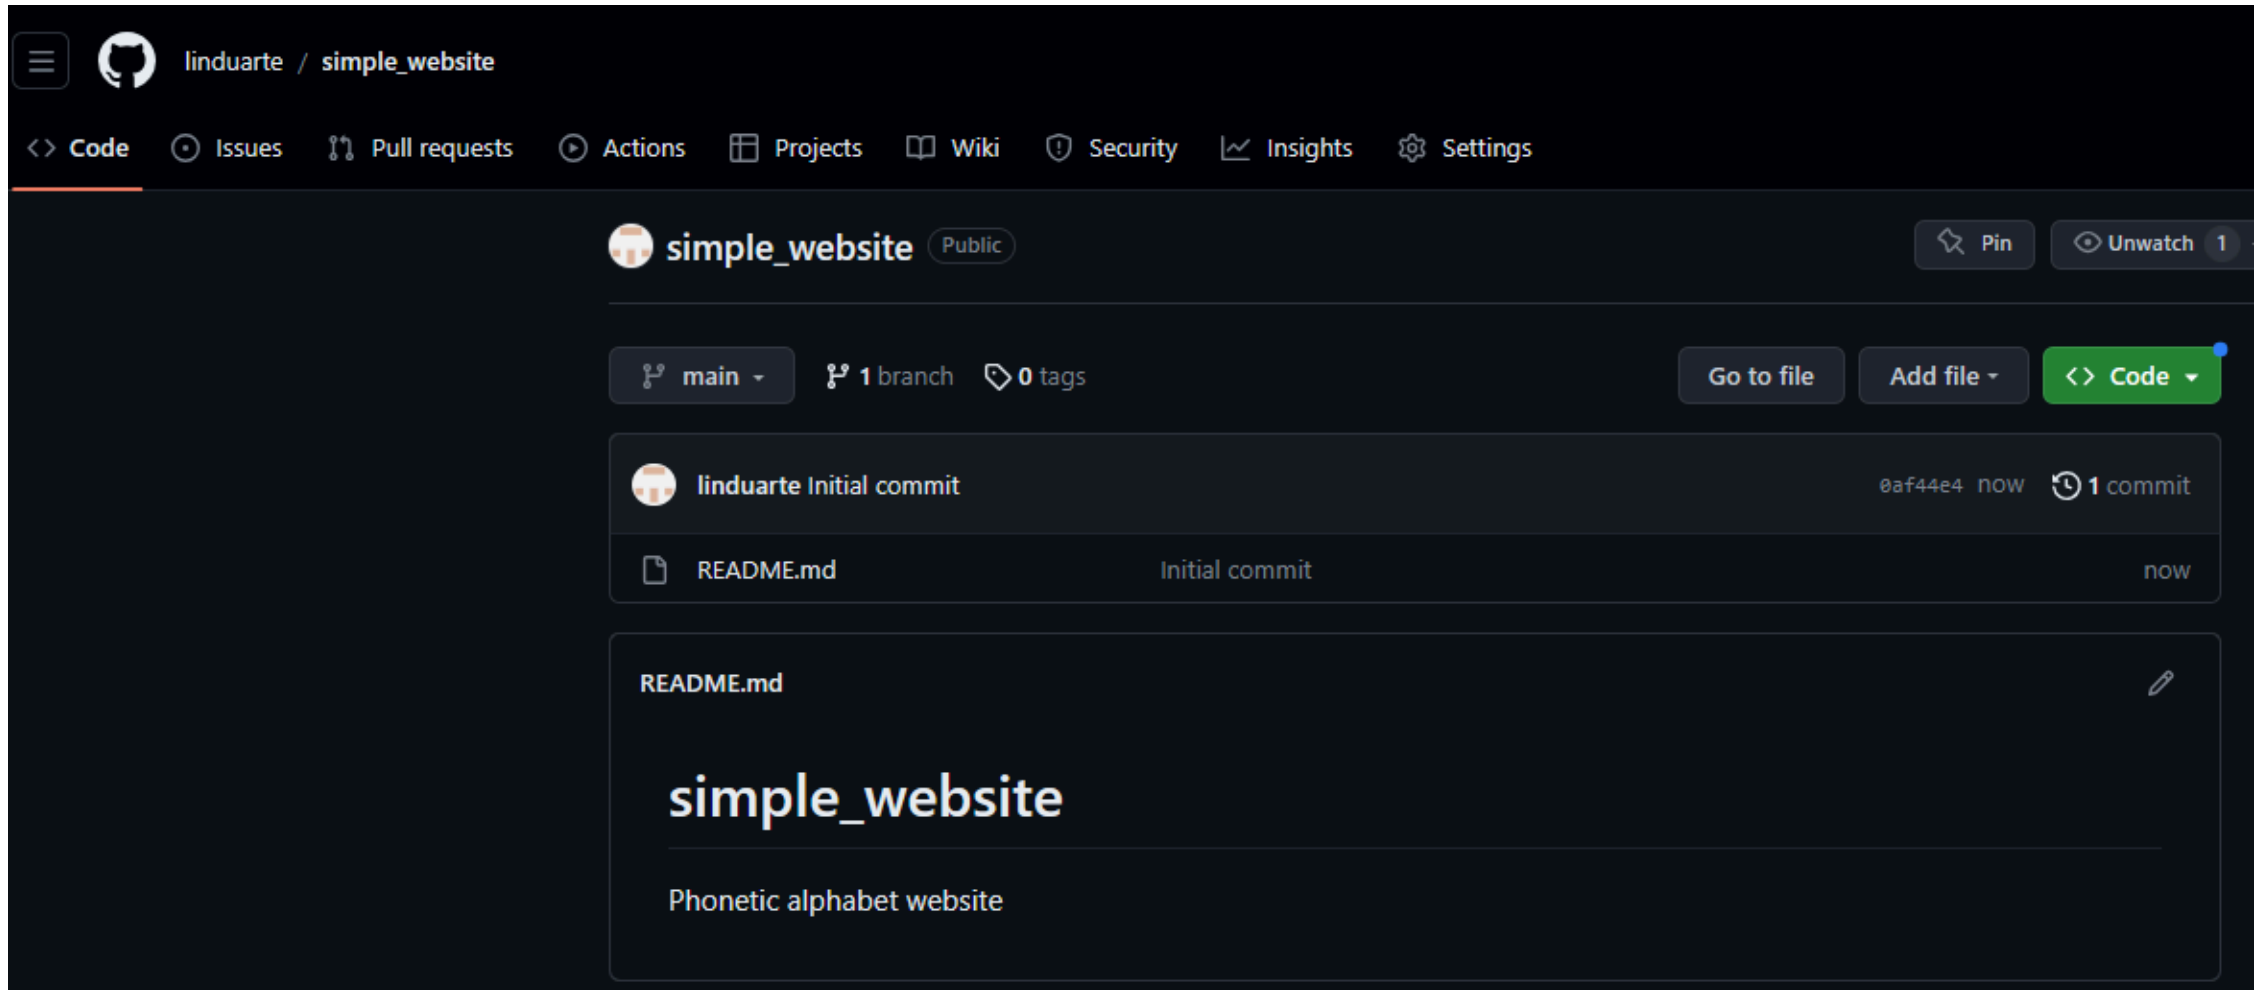 linduarte / simple_website
Code Issues Pull requests Actions Projects Wiki Security Insights Settings
simple_website Public Pin Unwatch 1
main 1 branch 0 tags Go to file Add file Code
linduarte Initial commit 0af44e4 now 1 commit
README.md Initial commit now
README.md
simple_website
Phonetic alphabet website